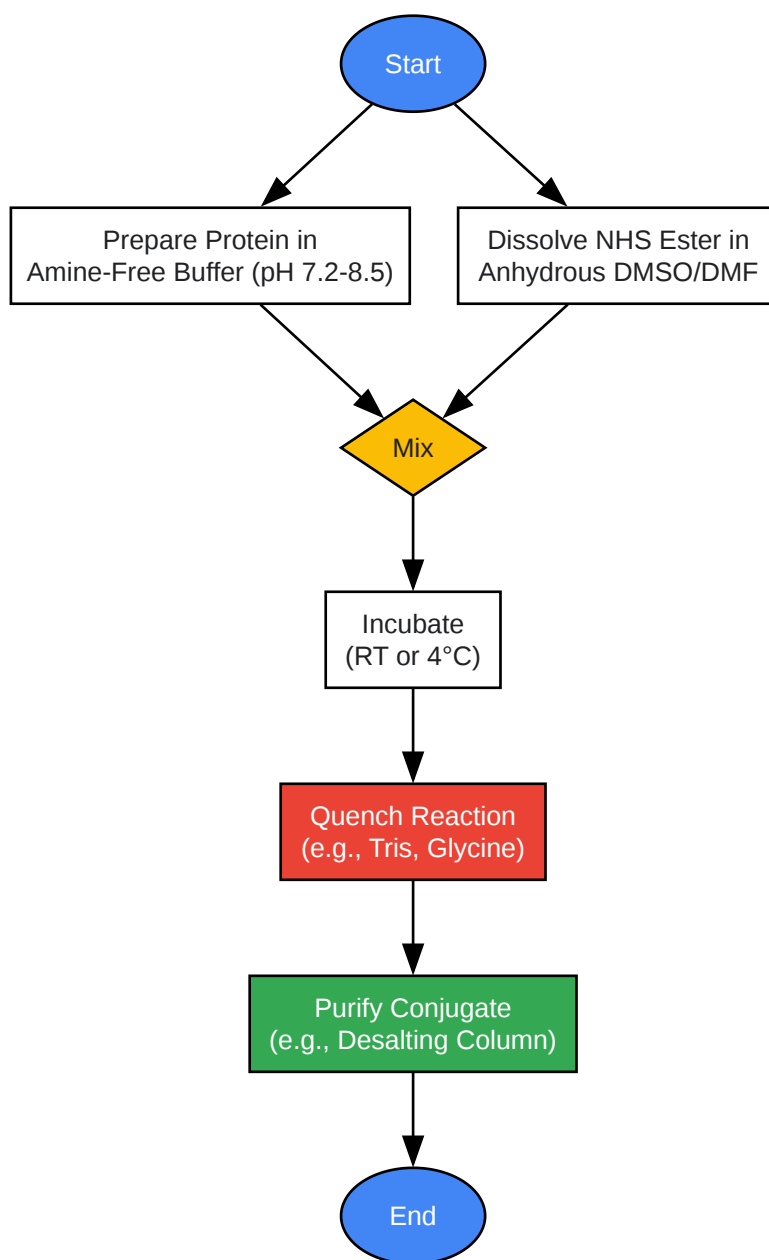 Start
Prepare Protein in
Amine-Free Buffer (pH 7.2-8.5)
Dissolve NHS Ester in
Anhydrous DMSO/DMF
Mix
Incubate
(RT or 4°C)
Quench Reaction
(e.g., Tris, Glycine)
Purify Conjugate
(e.g., Desalting Column)
End